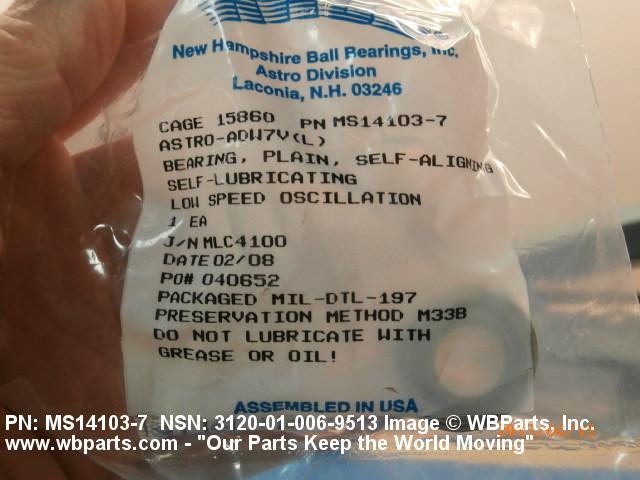 New Hampshire Ball Bearings, Inc.
Astro Division
Laconia, N.H. 03246
CAGE 15860 PN MS14103-7
ASTRO-ADW7V(L)
BEARING, PLAIN, SELF-ALIGNING
SELF-LUBRICATING
LOW SPEED OSCILLATION
1 EA
J/N MLC4100
DATE 02/08
PO# 040652
PACKAGED MIL-DTL-197
PRESERVATION METHOD M33B
DO NOT LUBRICATE WITH
GREASE OR OIL!
ASSEMBLED IN USA
PN: MS14103-7 NSN: 3120-01-006-9513 Image © WBParts, Inc.
www.wbparts.com - "Our Parts Keep the World Moving"